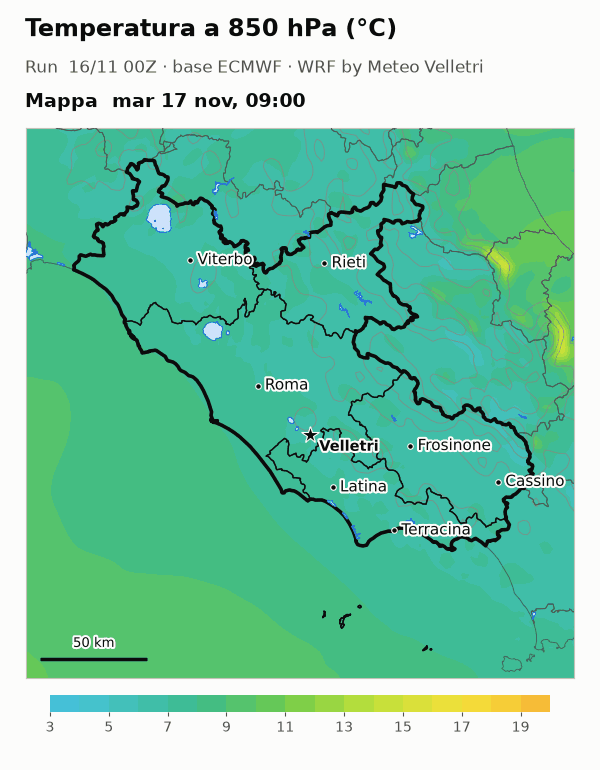 Temperatura a 850 hPa (°C)
Run  16/11 00Z · base ECMWF · WRF by Meteo Velletri
Mappa  mar 17 nov, 09:00
Viterbo
Rieti
Roma
Velletri
Frosinone
Cassino
Latina
Terracina
50 km
3 5 7 9 11 13 15 17 19